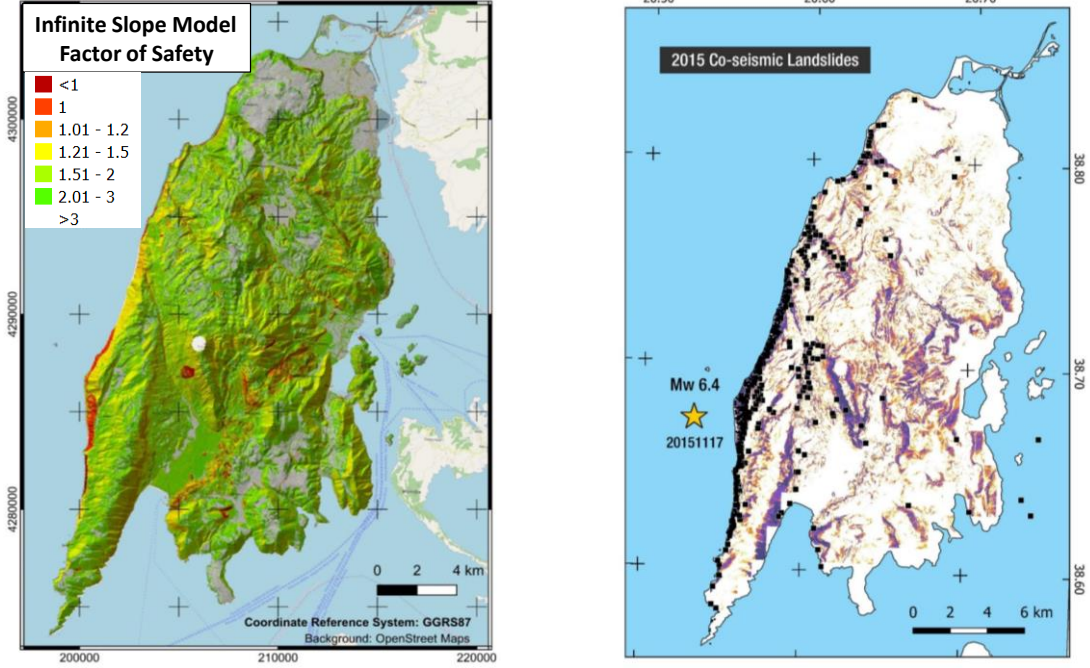 Infinite Slope Model
Factor of Safety
<1
1
1.01 - 1.2
1.21 - 1.5
1.51 - 2
2.01 - 3
>3
4300000
4290000
4280000
0 2 4 km
Coordinate Reference System: GGRS87
Background: OpenStreet Maps
200000 210000 220000
2015 Co-seismic Landslides
38.80
38.70
38.60
Mw 6.4
20151117
0 2 4 6 km